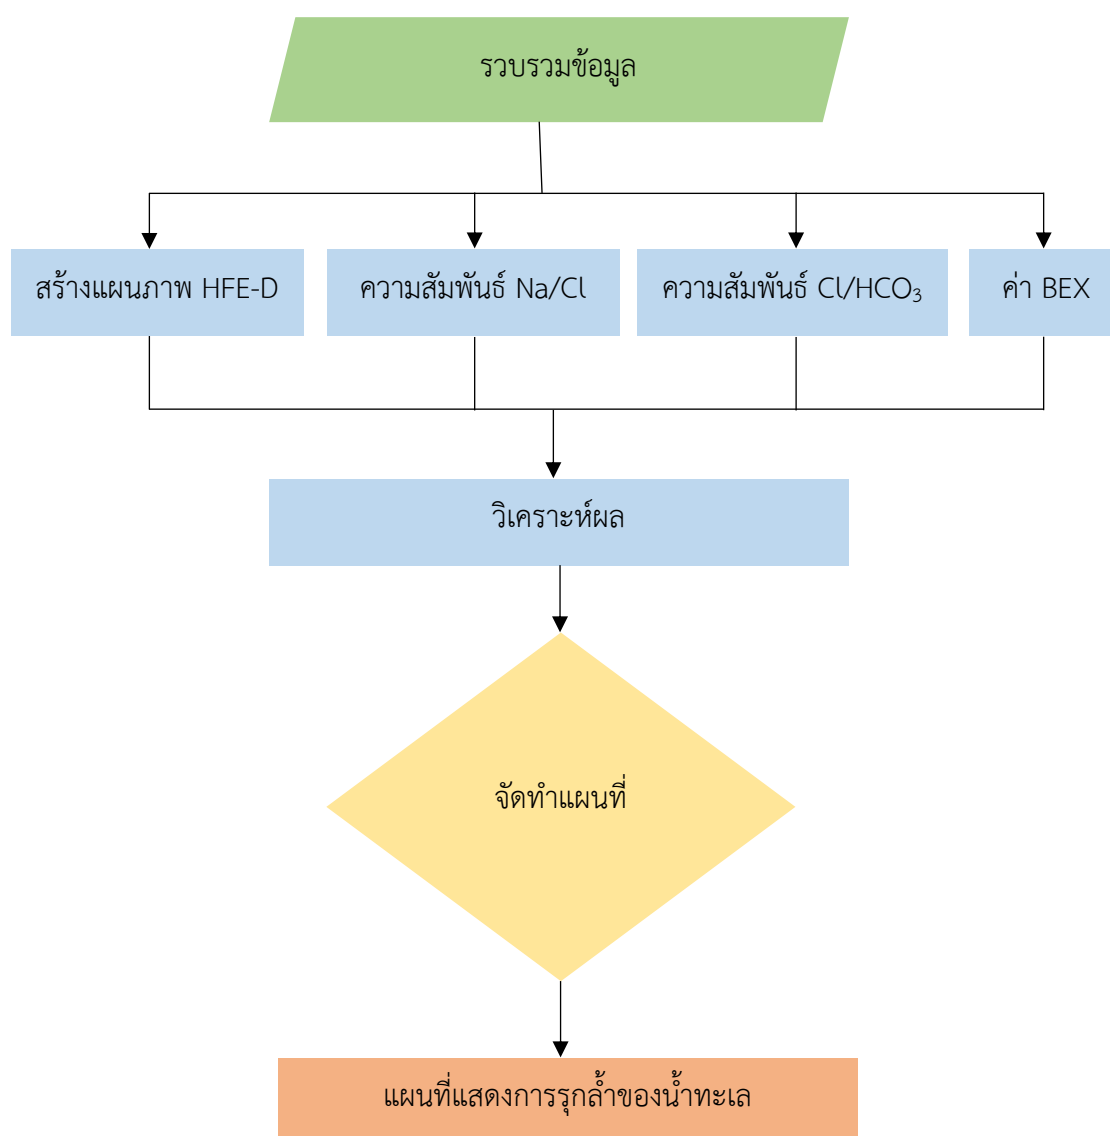 รวบรวมข้อมูล
สร้างแผนภาพ HFE-D
ความสัมพันธ์ Na/Cl
ความสัมพันธ์ Cl/HCO₃
ค่า BEX
วิเคราะห์ผล
จัดทำแผนที่
แผนที่แสดงการรุกล้ำของน้ำทะเล